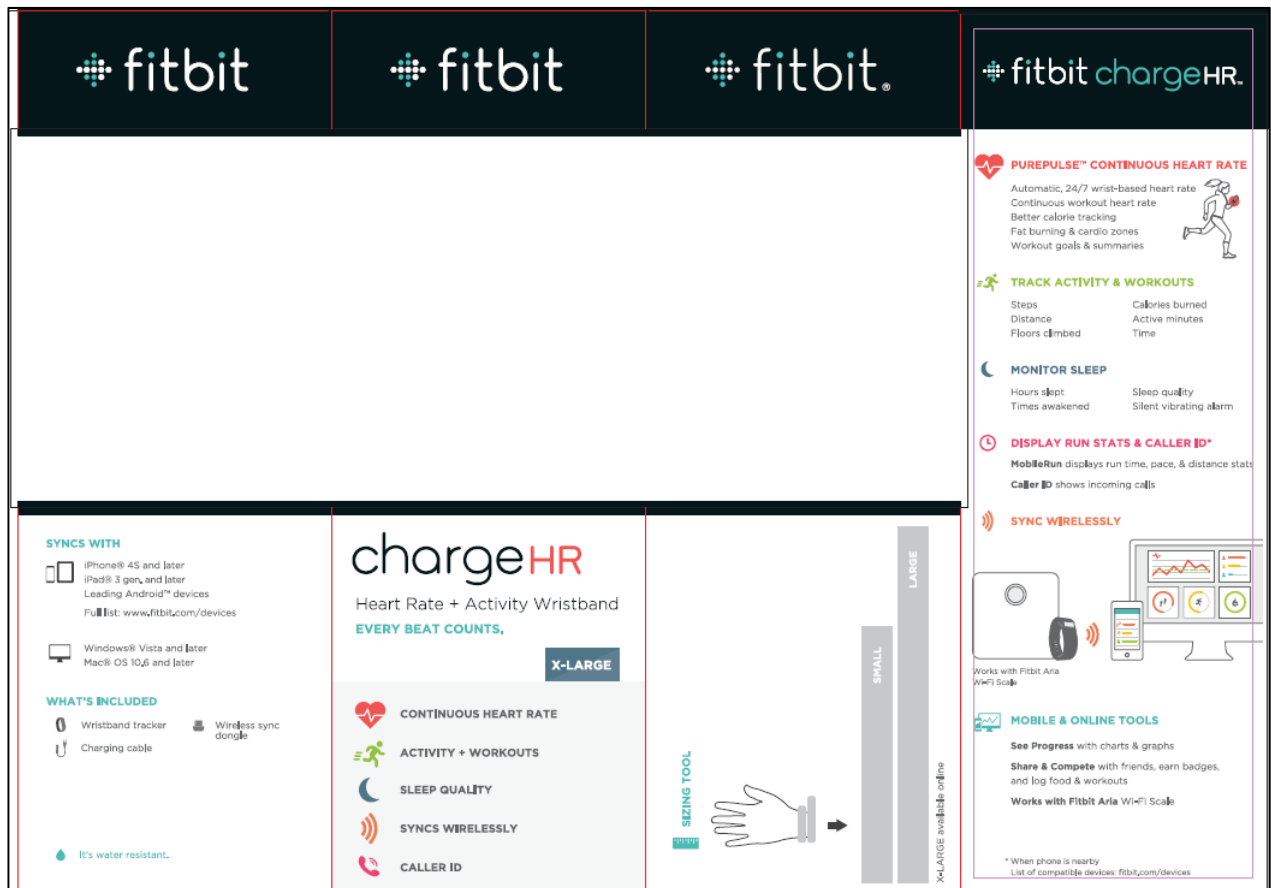 fitbit
SYNCS WITH
iPhone® 4S and later
iPad® 3 gen. and later
Leading Android™ devices
Full list: www.fitbit.com/devices
Windows® Vista and later
Mac® OS 10.6 and later
WHAT'S INCLUDED
Wristband tracker
Charging cable
Wireless sync
dongle
It's water resistant.
fitbit
chargeHR
Heart Rate + Activity Wristband
EVERY BEAT COUNTS.
X-LARGE
CONTINUOUS HEART RATE
ACTIVITY + WORKOUTS
SLEEP QUALITY
SYNCS WIRELESSLY
CALLER ID
fitbit®
SIZING TOOL
SMALL
LARGE
X-LARGE available online
fitbit chargeHR™
PUREPULSE™ CONTINUOUS HEART RATE
Automatic, 24/7 wrist-based heart rate
Continuous workout heart rate
Better calorie tracking
Fat burning & cardio zones
Workout goals & summaries
TRACK ACTIVITY & WORKOUTS
Steps
Distance
Floors climbed
Calories burned
Active minutes
Time
MONITOR SLEEP
Hours slept
Times awakened
Sleep quality
Silent vibrating alarm
DISPLAY RUN STATS & CALLER ID*
MobileRun displays run time, pace, & distance stats
Caller ID shows incoming calls
SYNC WIRELESSLY
Works with Fitbit Aria
Wi-Fi Scale
MOBILE & ONLINE TOOLS
See Progress with charts & graphs
Share & Compete with friends, earn badges,
and log food & workouts
Works with Fitbit Aria Wi-Fi Scale
* When phone is nearby
List of compatible devices: fitbit.com/devices